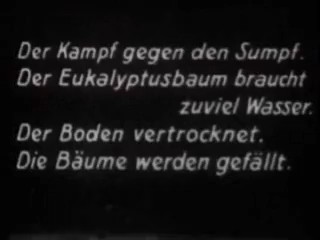 Der Kampf gegen den Sumpf.
Der Eukalyptusbaum braucht
zuviel Wasser.
Der Boden vertrocknet.
Die Bäume werden gefällt.